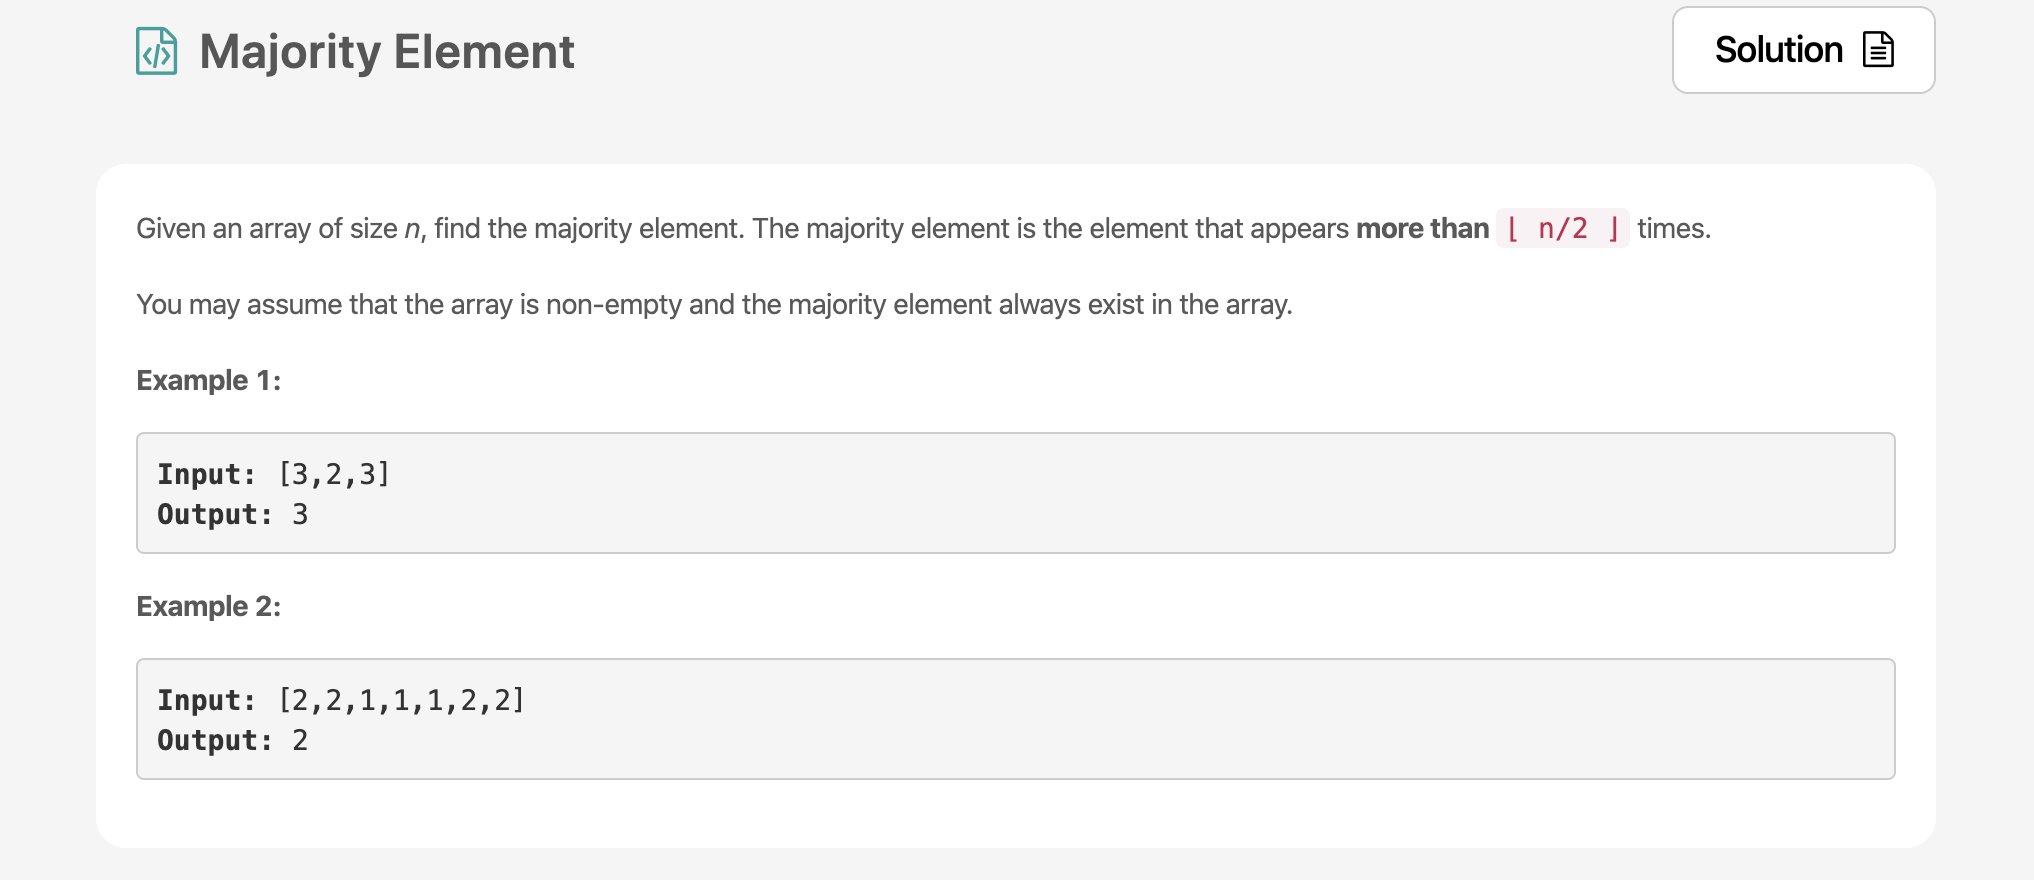 Majority Element
Solution
Given an array of size n, find the majority element. The majority element is the element that appears more than ⌊ n/2 ⌋ times.
You may assume that the array is non-empty and the majority element always exist in the array.
Example 1:
Input: [3,2,3]
Output: 3
Example 2:
Input: [2,2,1,1,1,2,2]
Output: 2